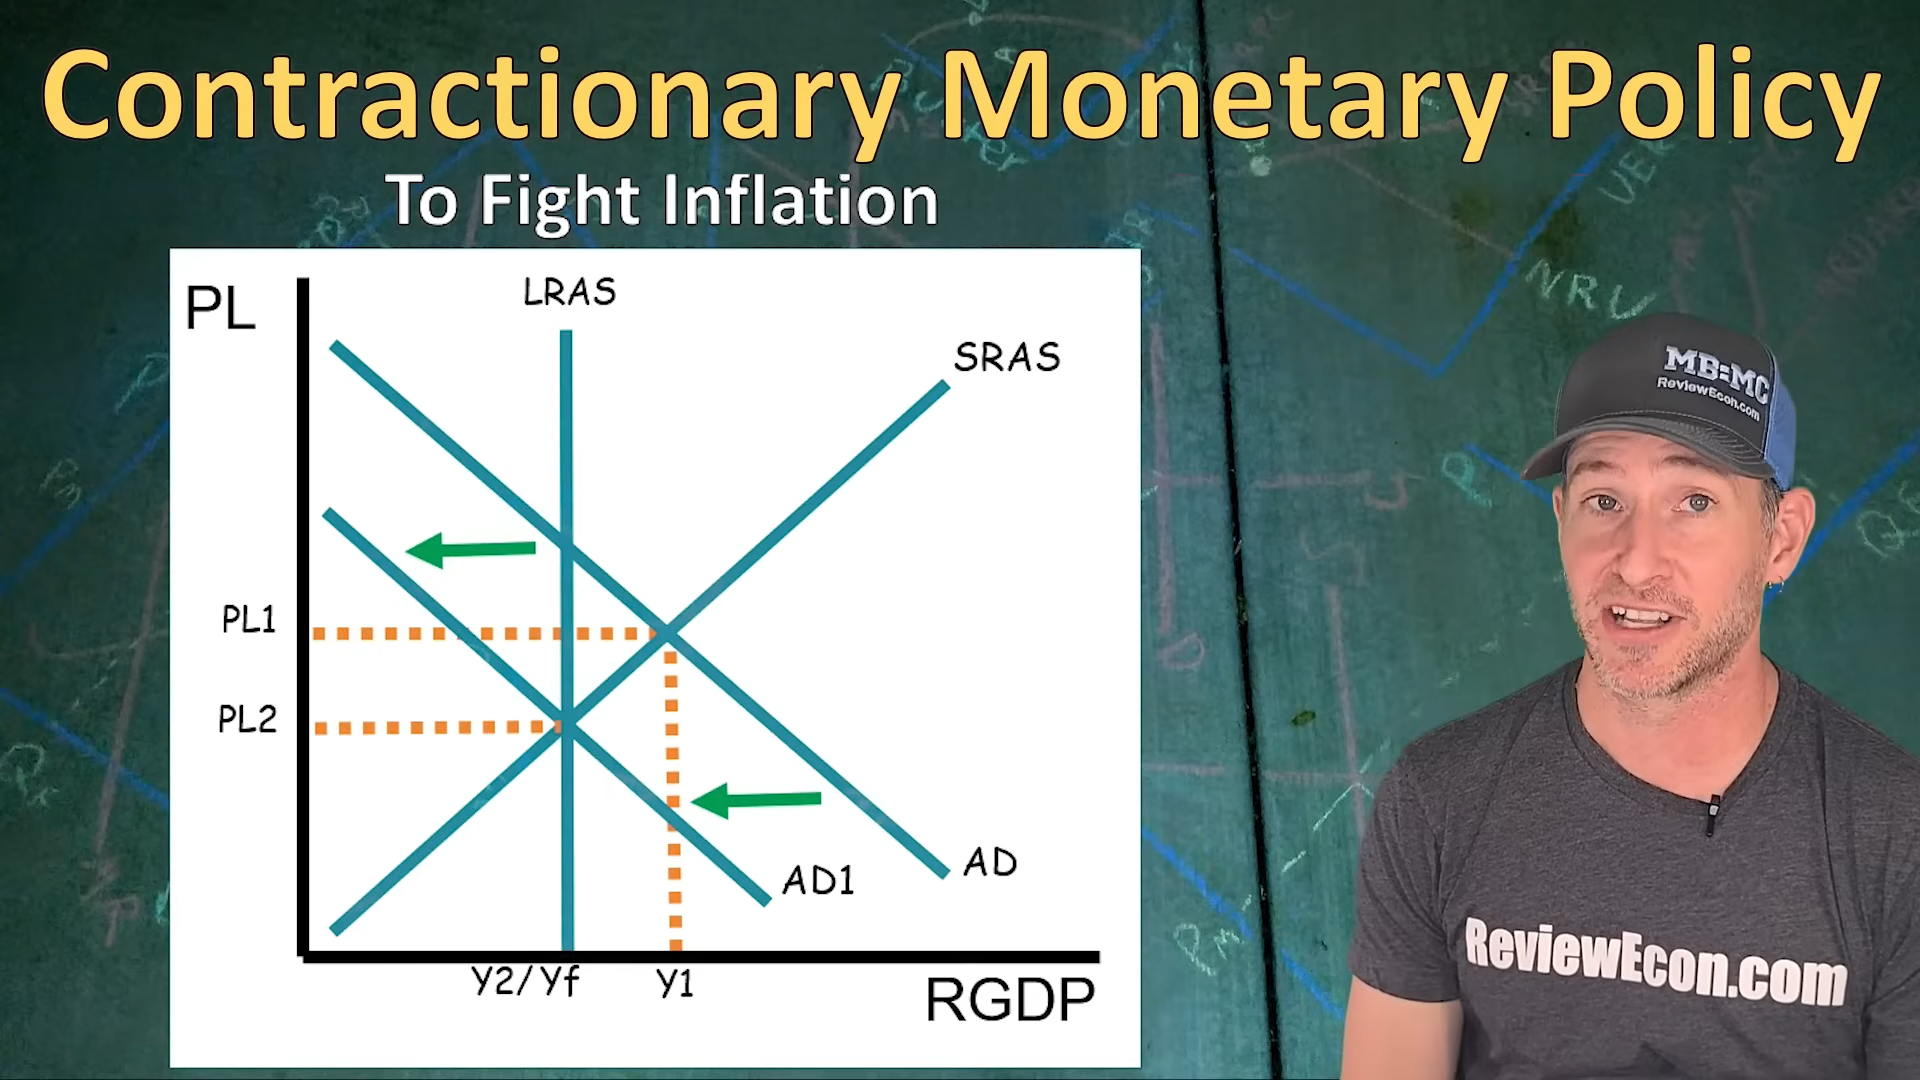 Contractionary Monetary Policy
To Fight Inflation
PL
LRAS
SRAS
PL1
PL2
AD1
AD
Y2/Yf
Y1
RGDP
MB=MC
ReviewEcon.com
ReviewEcon.com
NRU